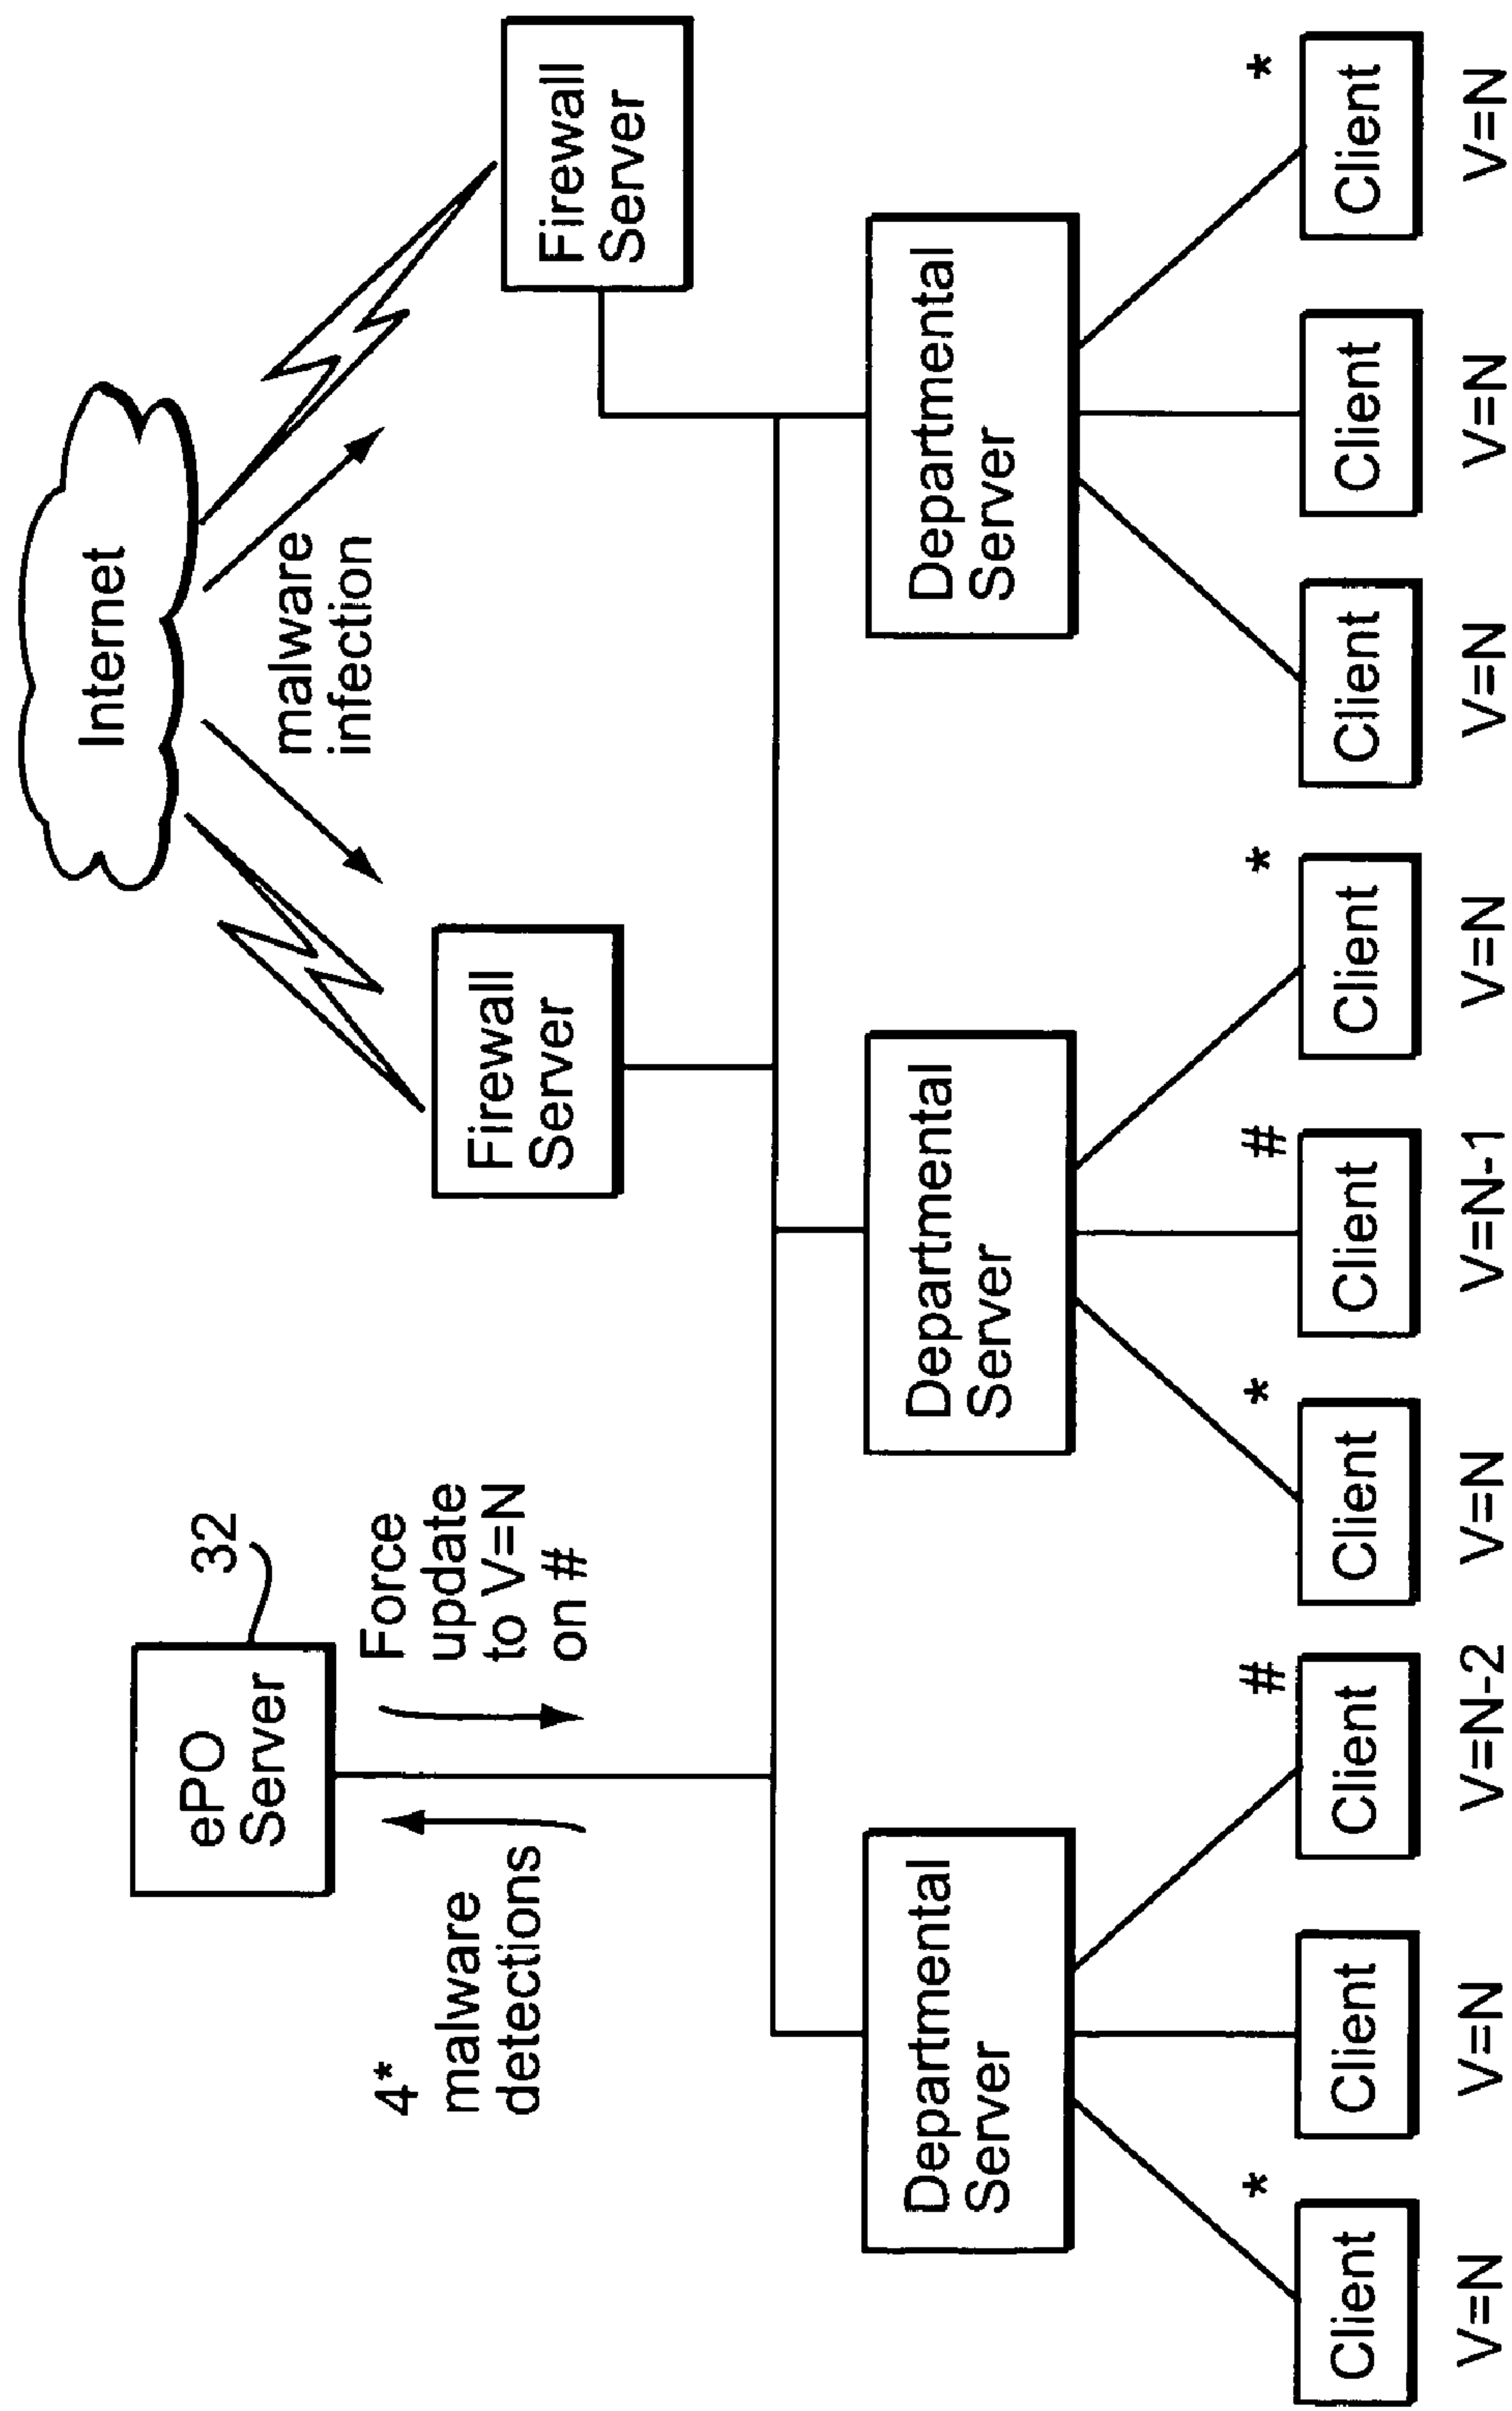 Internet
malware
infection
ePO
Server
32
4*
malware
detections
Force
update
to V=N
on #
Firewall
Server
Firewall
Server
Departmental
Server
Departmental
Server
Departmental
Server
*
#
*
#
*
*
Client
Client
Client
Client
Client
Client
Client
Client
Client
V=N
V=N
V=N-2
V=N
V=N-1
V=N
V=N
V=N
V=N